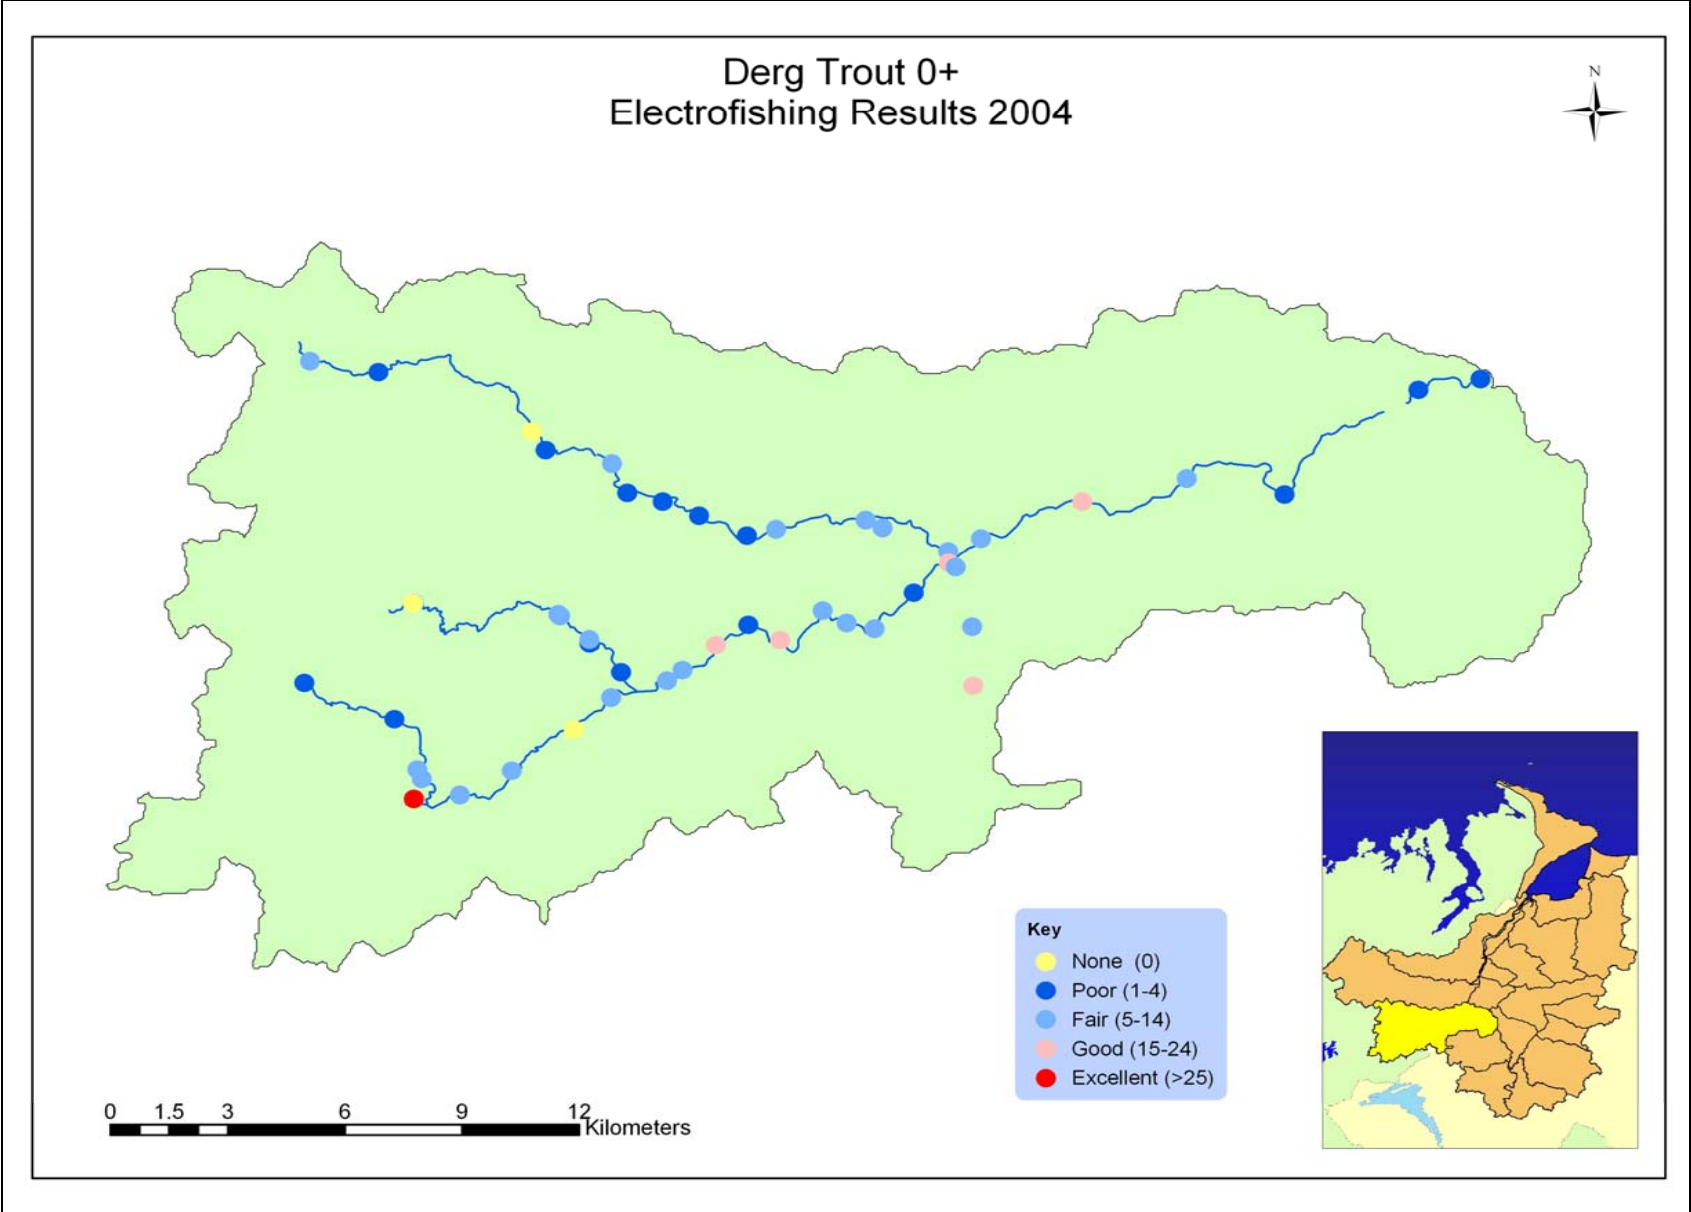 Derg Trout 0+
Electrofishing Results 2004
N
Key
None (0)
Poor (1-4)
Fair (5-14)
Good (15-24)
Excellent (>25)
0 1.5 3 6 9 12
Kilometers